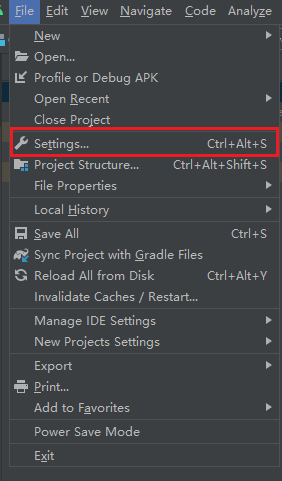 File Edit View Navigate Code Analyze
New
Open...
Profile or Debug APK
Open Recent
Close Project
Settings... Ctrl+Alt+S
Project Structure... Ctrl+Alt+Shift+S
File Properties
Local History
Save All Ctrl+S
Sync Project with Gradle Files
Reload All from Disk Ctrl+Alt+Y
Invalidate Caches / Restart...
Manage IDE Settings
New Projects Settings
Export
Print...
Add to Favorites
Power Save Mode
Exit